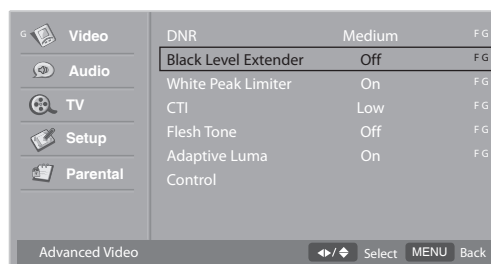 G Video
Audio
TV
Setup
Parental
DNR Medium F G
Black Level Extender Off F G
White Peak Limiter On F G
CTI Low F G
Flesh Tone Off F G
Adaptive Luma On F G
Control
Advanced Video Select MENU Back